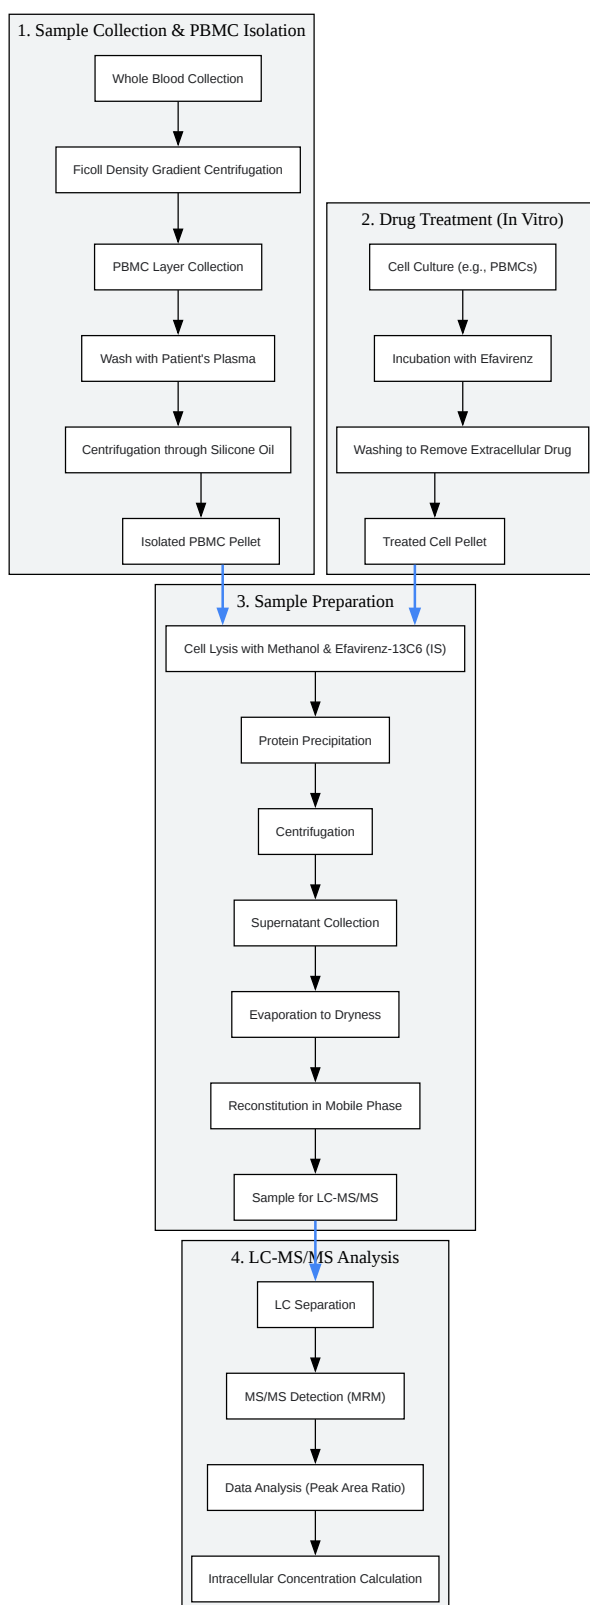 1. Sample Collection & PBMC Isolation
Whole Blood Collection
Ficoll Density Gradient Centrifugation
PBMC Layer Collection
Wash with Patient's Plasma
Centrifugation through Silicone Oil
Isolated PBMC Pellet
2. Drug Treatment (In Vitro)
Cell Culture (e.g., PBMCs)
Incubation with Efavirenz
Washing to Remove Extracellular Drug
Treated Cell Pellet
3. Sample Preparation
Cell Lysis with Methanol & Efavirenz-13C6 (IS)
Protein Precipitation
Centrifugation
Supernatant Collection
Evaporation to Dryness
Reconstitution in Mobile Phase
Sample for LC-MS/MS
4. LC-MS/MS Analysis
LC Separation
MS/MS Detection (MRM)
Data Analysis (Peak Area Ratio)
Intracellular Concentration Calculation